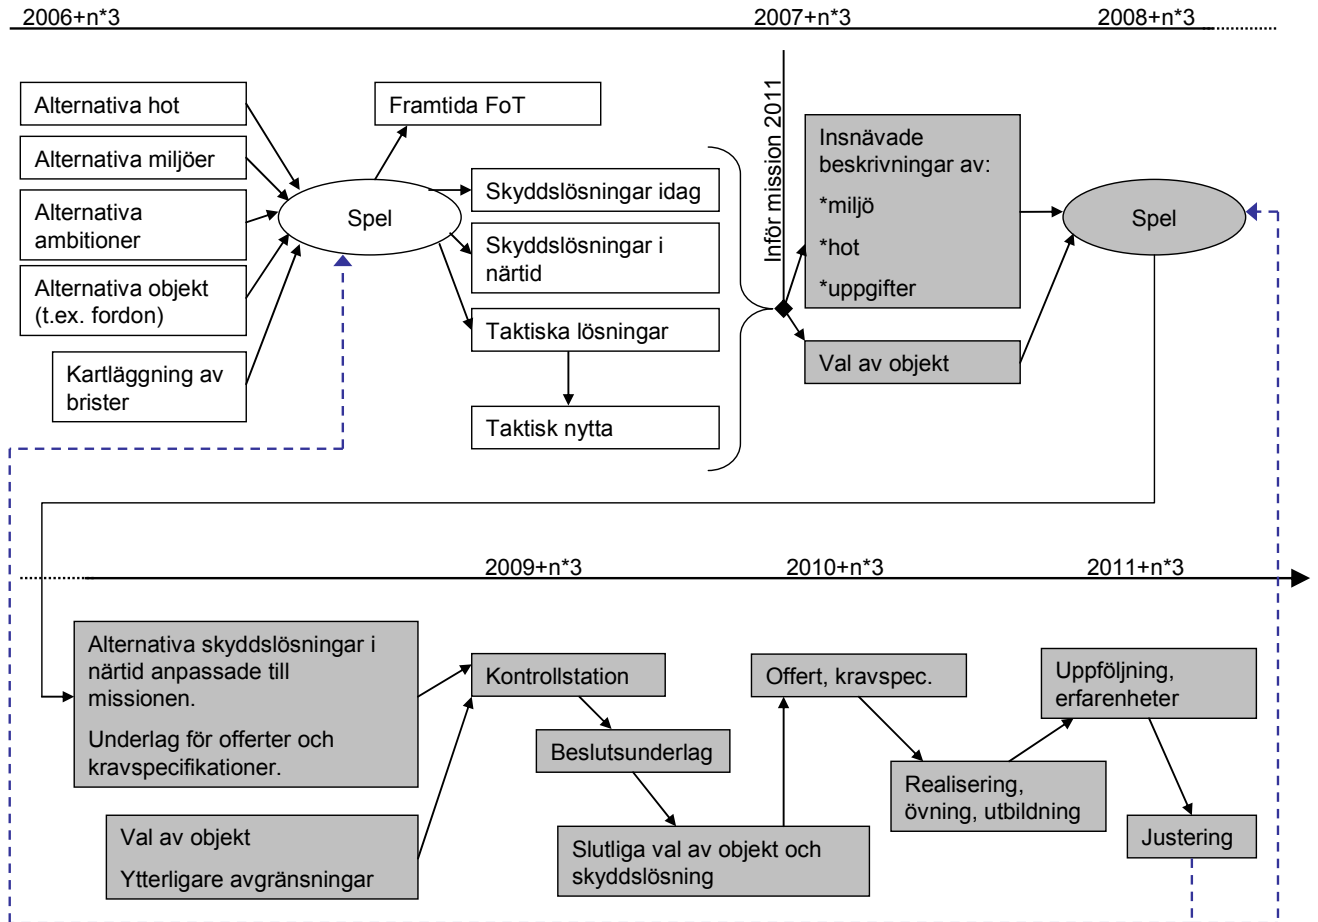 2006+n*3
2007+n*3
2008+n*3
Alternativa hot
Alternativa miljöer
Alternativa
ambitioner
Alternativa objekt
(t.ex. fordon)
Kartläggning av
brister
Spel
Framtida FoT
Skyddslösningar idag
Skyddslösningar i
närtid
Taktiska lösningar
Taktisk nytta
Inför mission 2011
Insnävade
beskrivningar av:
*miljö
*hot
*uppgifter
Val av objekt
Spel
2009+n*3
2010+n*3
2011+n*3
Alternativa skyddslösningar i
närtid anpassade till
missionen.
Underlag för offerter och
kravspecifikationer.
Val av objekt
Ytterligare avgränsningar
Kontrollstation
Beslutsunderlag
Slutliga val av objekt och
skyddslösning
Offert, kravspec.
Realisering,
övning, utbildning
Uppföljning,
erfarenheter
Justering